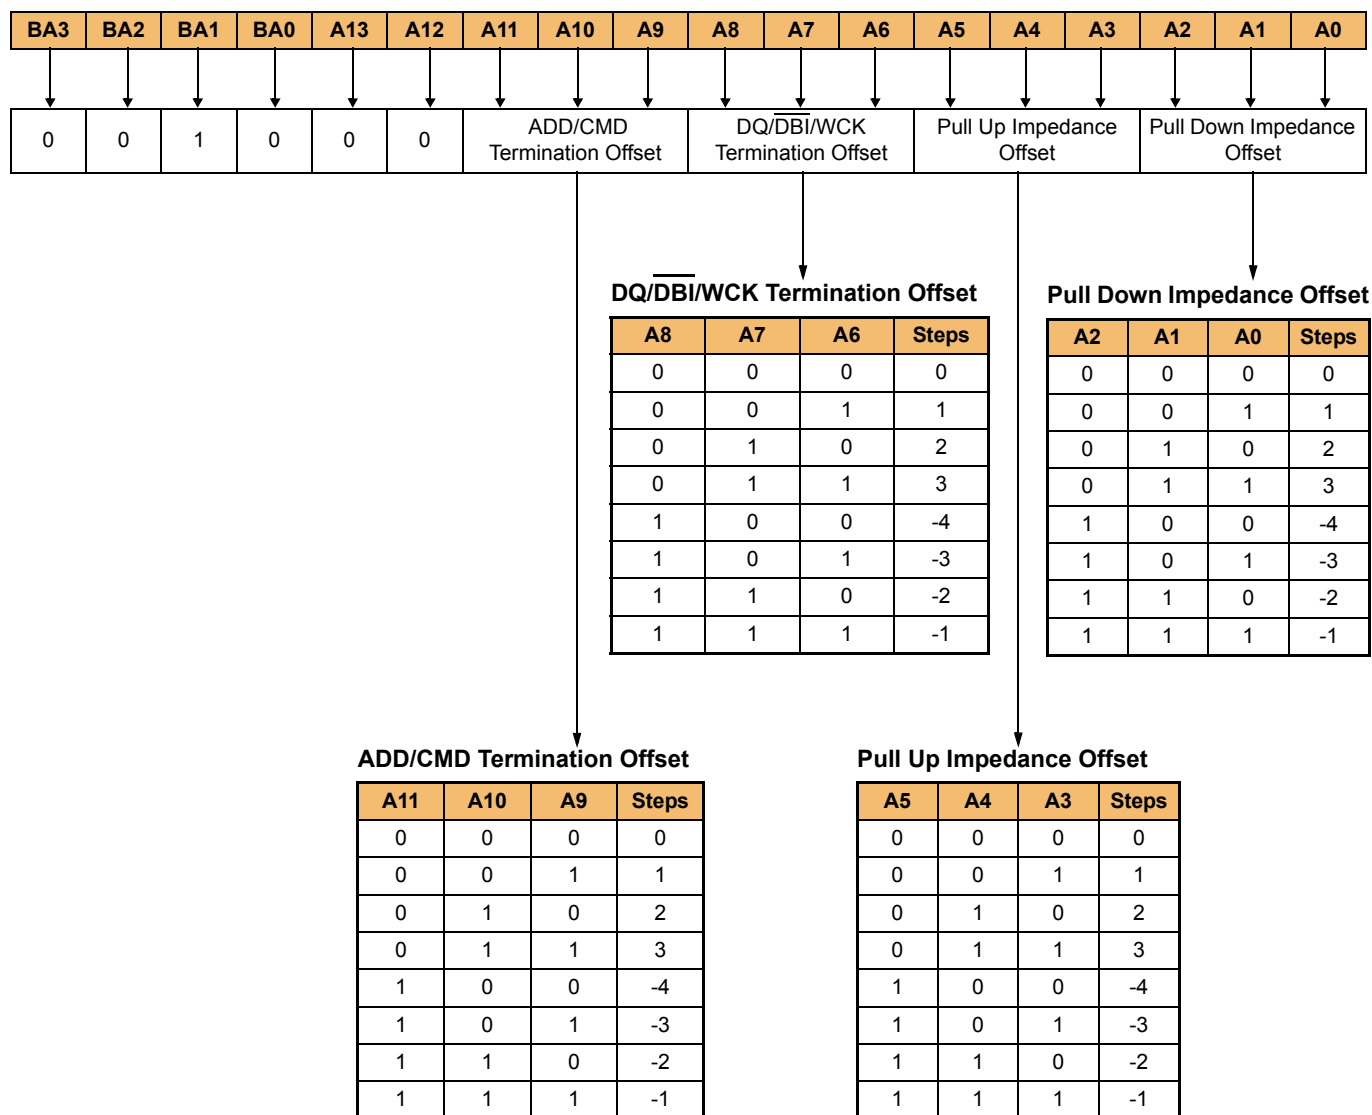 BA3 BA2 BA1 BA0 A13 A12 A11 A10 A9 A8 A7 A6 A5 A4 A3 A2 A1 A0
0 0 1 0 0 0 ADD/CMD Termination Offset DQ/DBI/WCK Termination Offset Pull Up Impedance Offset Pull Down Impedance Offset
DQ/DBI/WCK Termination Offset
A8 A7 A6 Steps
0 0 0 0
0 0 1 1
0 1 0 2
0 1 1 3
1 0 0 -4
1 0 1 -3
1 1 0 -2
1 1 1 -1
Pull Down Impedance Offset
A2 A1 A0 Steps
0 0 0 0
0 0 1 1
0 1 0 2
0 1 1 3
1 0 0 -4
1 0 1 -3
1 1 0 -2
1 1 1 -1
ADD/CMD Termination Offset
A11 A10 A9 Steps
0 0 0 0
0 0 1 1
0 1 0 2
0 1 1 3
1 0 0 -4
1 0 1 -3
1 1 0 -2
1 1 1 -1
Pull Up Impedance Offset
A5 A4 A3 Steps
0 0 0 0
0 0 1 1
0 1 0 2
0 1 1 3
1 0 0 -4
1 0 1 -3
1 1 0 -2
1 1 1 -1